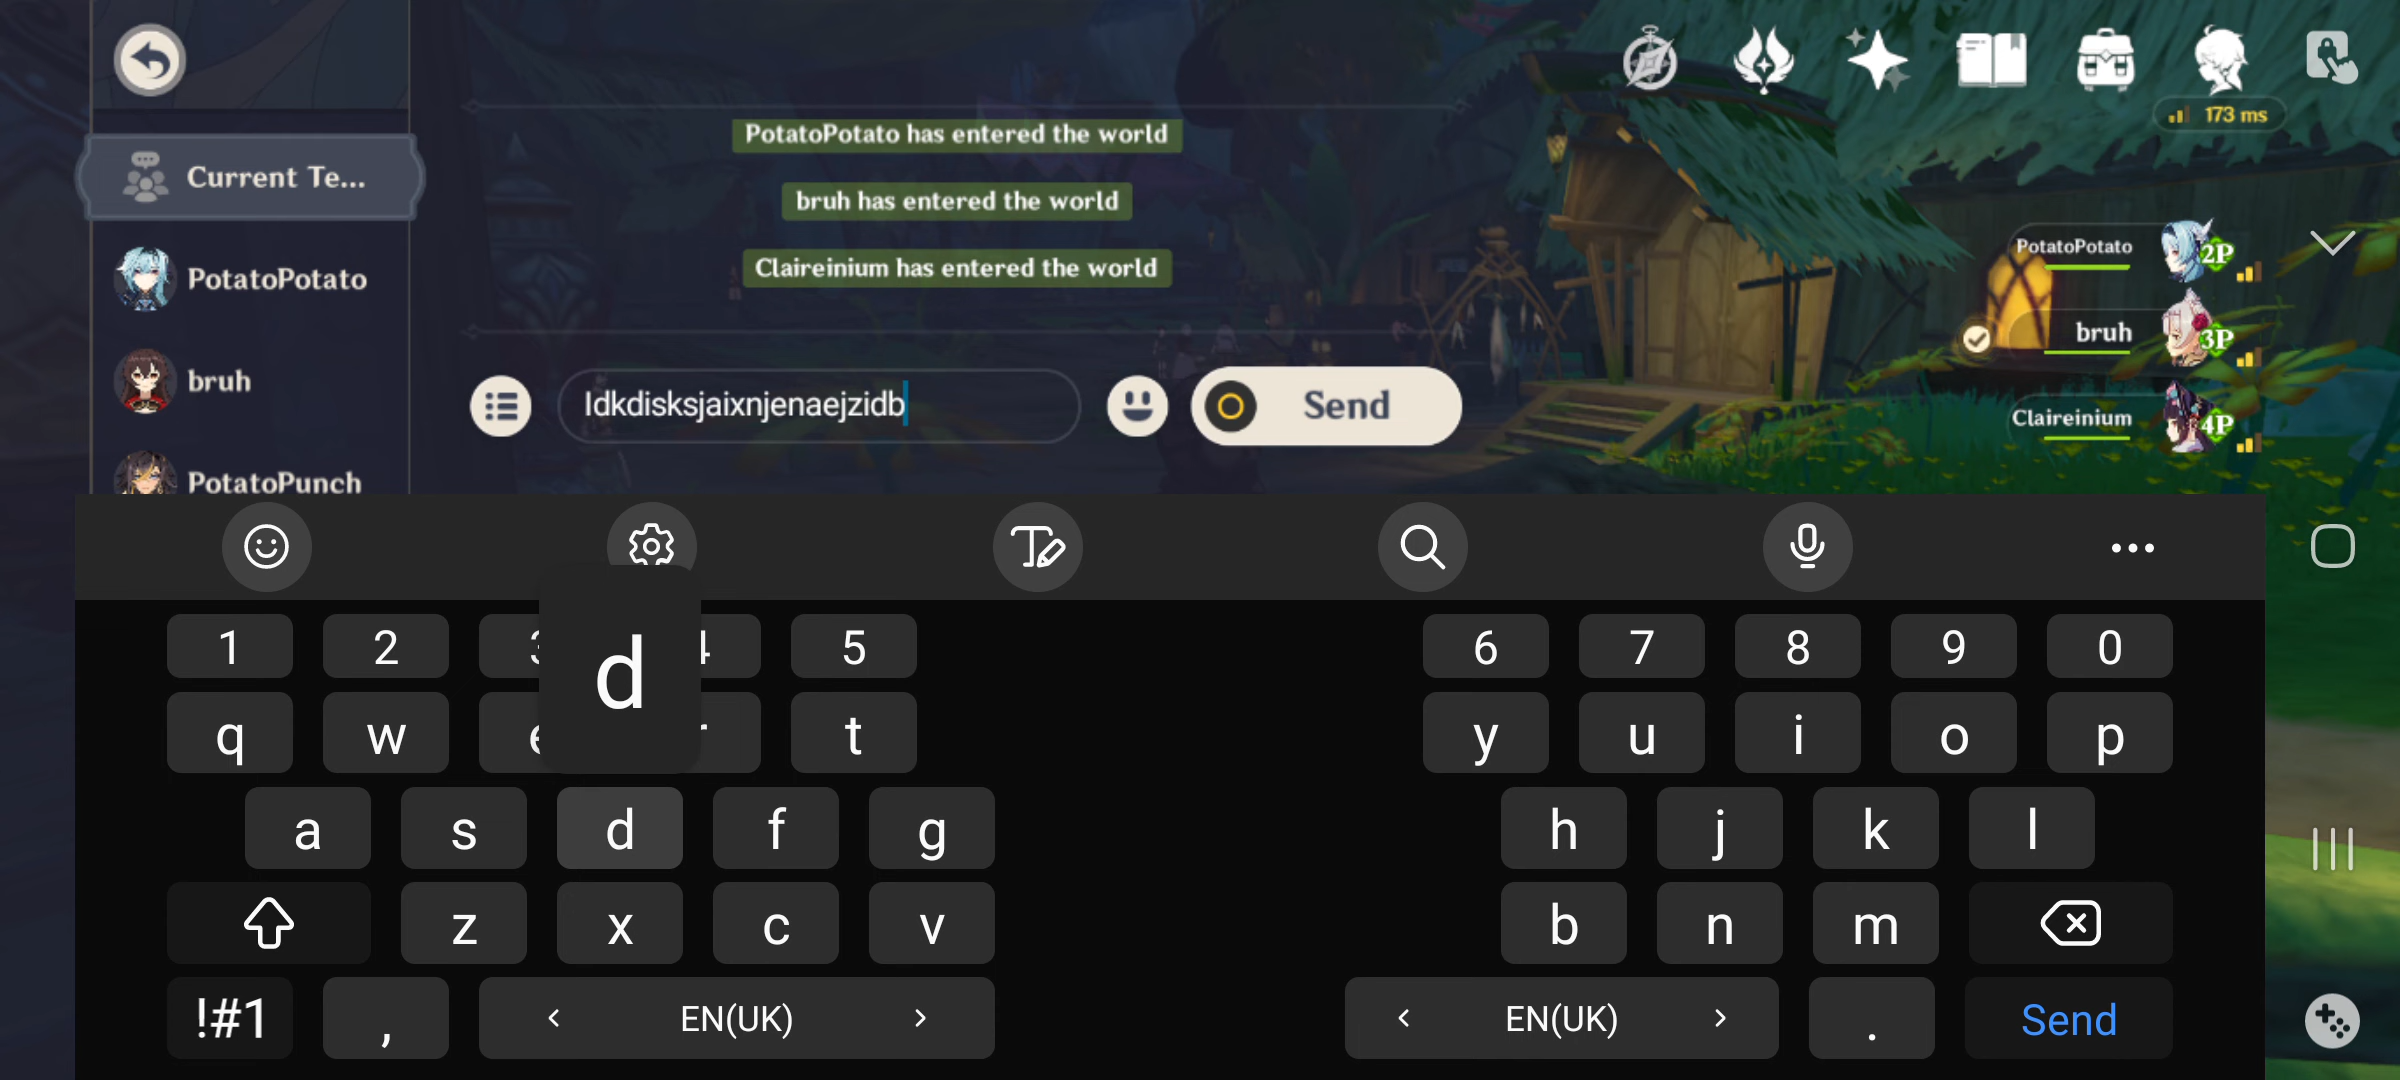 173 ms
Current Te...
PotatoPotato
bruh
PotatoPunch
PotatoPotato has entered the world
bruh has entered the world
Claireinium has entered the world
Idkdisksjaixnjenaejzidb
Send
PotatoPotato 2P
bruh 3P
Claireinium 4P
1 2 3 4 5 6 7 8 9 0
d
q w e r t y u i o p
a s d f g h j k l
z x c v b n m
!#1 , < EN(UK) > < EN(UK) > . Send